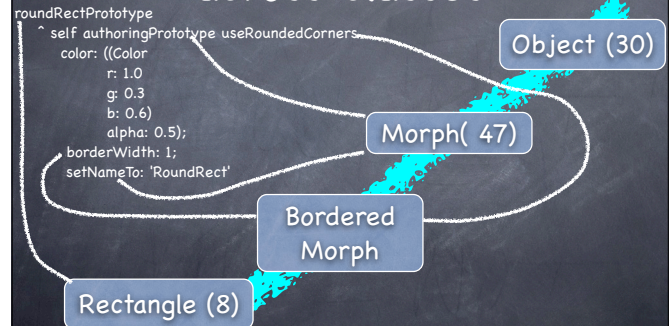 roundRectPrototype
^ self authoringPrototype useRoundedCorners
color: ((Color
r: 1.0
g: 0.3
b: 0.6)
alpha: 0.5);
borderWidth: 1;
setNameTo: 'RoundRect'
Object (30)
Morph( 47)
Bordered
Morph
Rectangle (8)